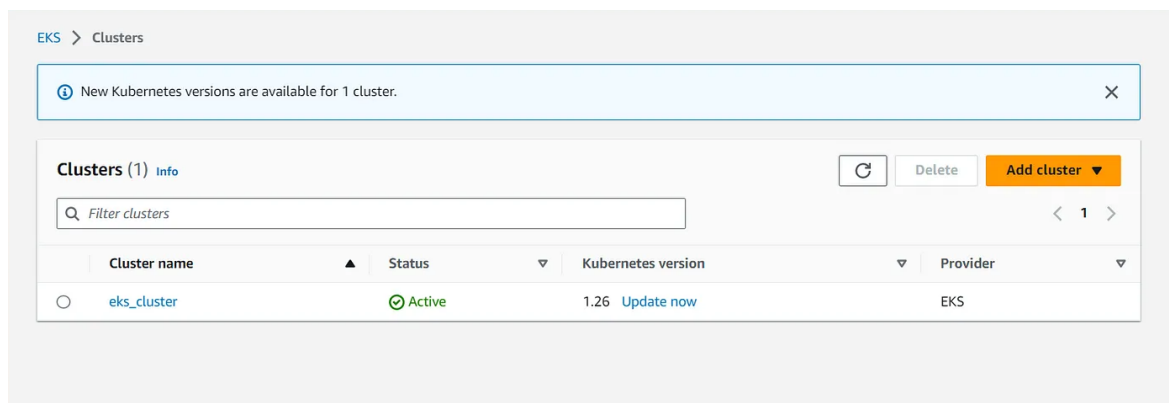 EKS > Clusters
New Kubernetes versions are available for 1 cluster.
Clusters (1) Info
Delete
Add cluster
Filter clusters
1
Cluster name Status Kubernetes version Provider
eks_cluster Active 1.26 Update now EKS